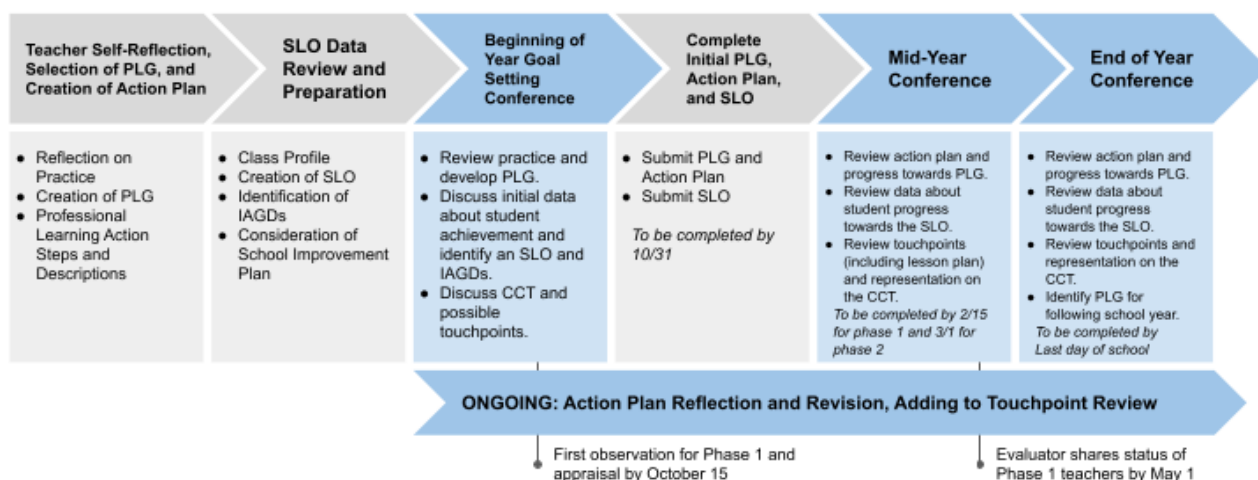 Teacher Self-Reflection,
Selection of PLG, and
Creation of Action Plan
SLO Data
Review and
Preparation
Beginning of
Year Goal
Setting
Conference
Complete
Initial PLG,
Action Plan,
and SLO
Mid-Year
Conference
End of Year
Conference
● Reflection on
Practice
● Creation of PLG
● Professional
Learning Action
Steps and
Descriptions
● Class Profile
● Creation of SLO
● Identification of
IAGDs
● Consideration of
School Improvement
Plan
● Review practice and
develop PLG.
● Discuss initial data
about student
achievement and
identify an SLO and
IAGDs.
● Discuss CCT and
possible
touchpoints.
● Submit PLG and
Action Plan
● Submit SLO
To be completed by
10/31
● Review action plan and
progress towards PLG.
● Review data about
student progress
towards the SLO.
● Review touchpoints
(including lesson plan)
and representation on
the CCT.
To be completed by 2/15
for phase 1 and 3/1 for
phase 2
● Review action plan and
progress towards PLG.
● Review data about
student progress
towards the SLO.
● Review touchpoints and
representation on the
CCT.
● Identify PLG for
following school year.
To be completed by
Last day of school
ONGOING: Action Plan Reflection and Revision, Adding to Touchpoint Review
First observation for Phase 1 and
appraisal by October 15
Evaluator shares status of
Phase 1 teachers by May 1